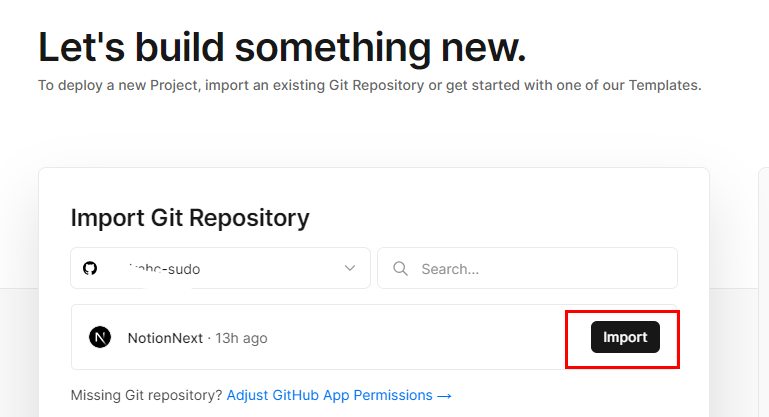 Let's build something new.
To deploy a new Project, import an existing Git Repository or get started with one of our Templates.
Import Git Repository
-sudo
Search...
NotionNext · 13h ago
Import
Missing Git repository? Adjust GitHub App Permissions →